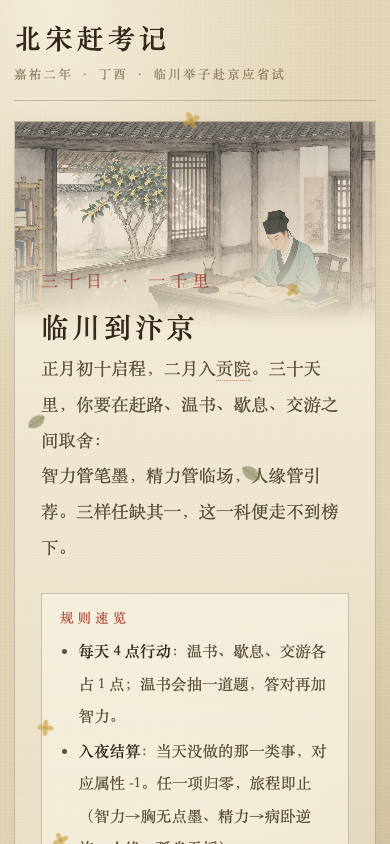 北宋赶考记
嘉祐二年 · 丁酉 · 临川举子赴京应省试
三十日 · 一千里
临川到汴京
正月初十启程，二月入贡院。三十天
里，你要在赶路、温书、歇息、交游之
间取舍：
智力管笔墨，精力管临场，人缘管引
荐。三样任缺其一，这一科便走不到榜
下。
规则速览
• 每天 4 点行动：温书、歇息、交游各
占 1 点；温书会抽一道题，答对再加
智力。
• 入夜结算：当天没做的那一类事，对
应属性 -1。任一项归零，旅程即止
（智力→胸无点墨、精力→病卧逆